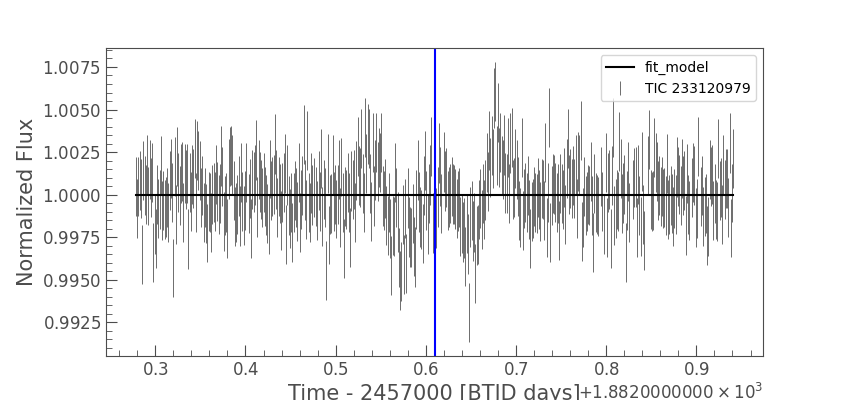 Normalized Flux
1.0075
1.0050
1.0025
1.0000
0.9975
0.9950
0.9925
fit_model
TIC 233120979
0.3 0.4 0.5 0.6 0.7 0.8 0.9
Time - 2457000 [BTJD days]
+1.8820000000 × 10³